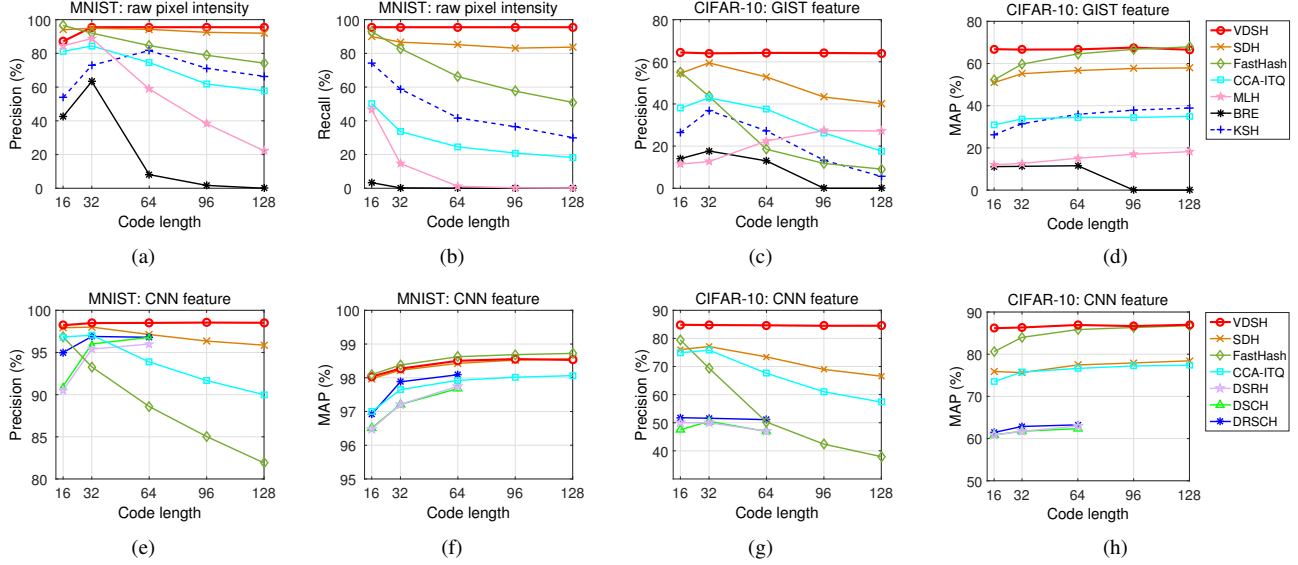 MNIST: raw pixel intensity
Precision (%)
100
80
60
40
20
0
16 32 64 96 128
Code length
(a)
MNIST: raw pixel intensity
Recall (%)
100
80
60
40
20
0
16 32 64 96 128
Code length
(b)
CIFAR-10: GIST feature
Precision (%)
80
60
40
20
0
16 32 64 96 128
Code length
(c)
CIFAR-10: GIST feature
MAP (%)
80
60
40
20
0
16 32 64 96 128
Code length
(d)
VDSH
SDH
FastHash
CCA-ITQ
MLH
BRE
KSH
MNIST: CNN feature
Precision (%)
100
95
90
85
80
16 32 64 96 128
Code length
(e)
MNIST: CNN feature
MAP (%)
100
99
98
97
96
95
16 32 64 96 128
Code length
(f)
CIFAR-10: CNN feature
Precision (%)
90
80
70
60
50
40
30
16 32 64 96 128
Code length
(g)
CIFAR-10: CNN feature
MAP (%)
90
80
70
60
50
16 32 64 96 128
Code length
(h)
VDSH
SDH
FastHash
CCA-ITQ
DSRH
DSCH
DRSCH